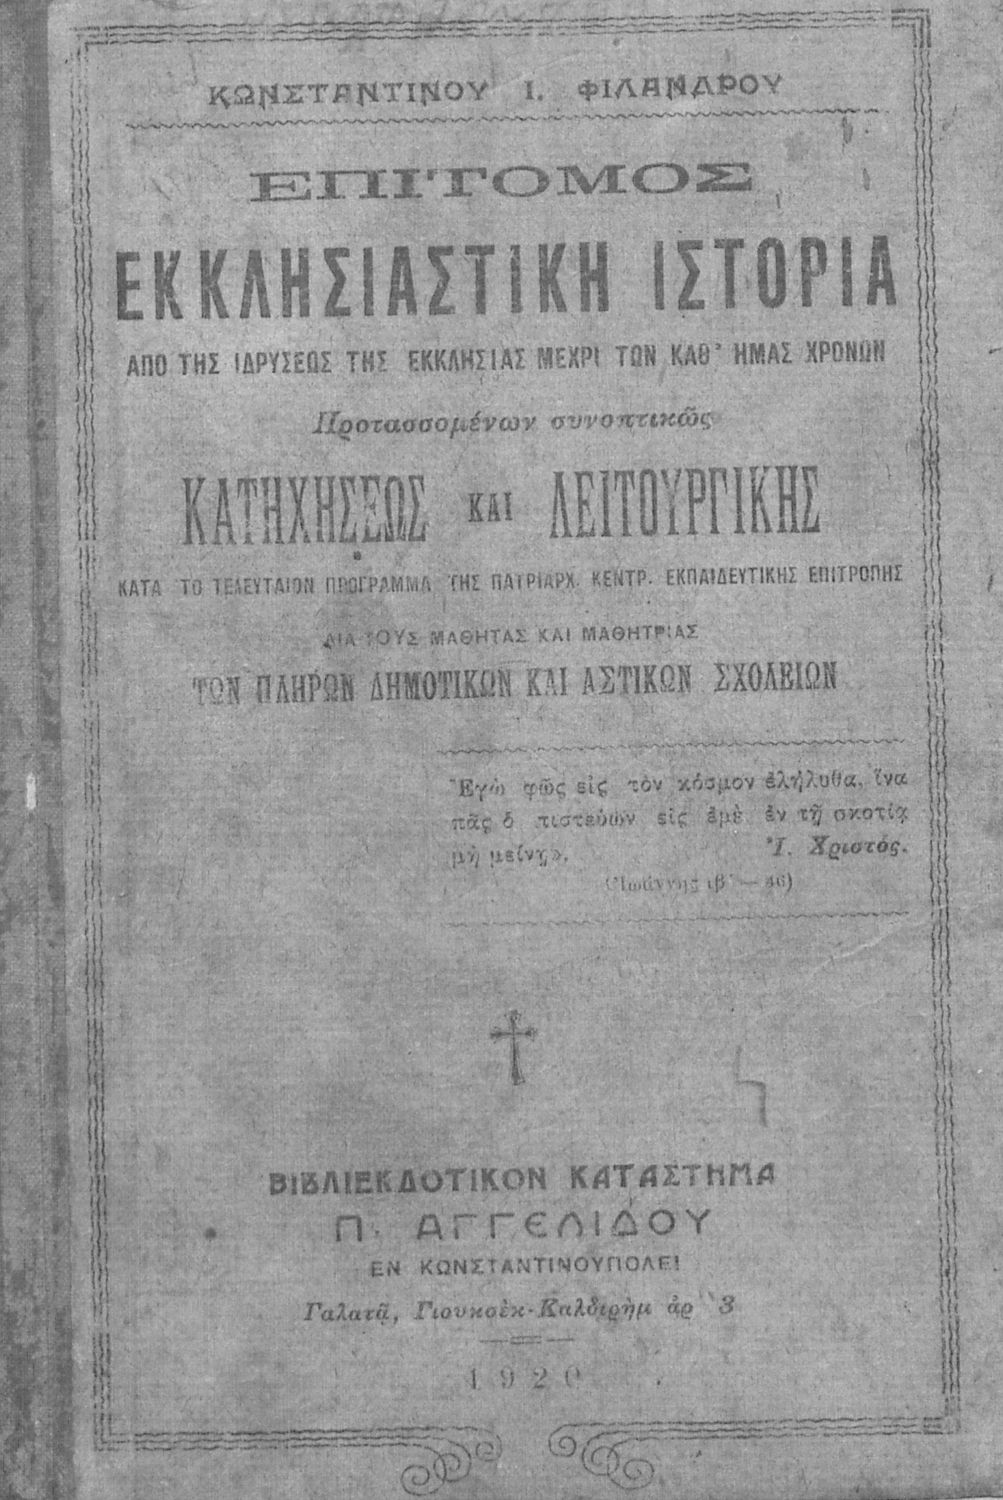 ΚΩΝΣΤΑΝΤΙΝΟΥ Ι. ΦΙΛΑΝΔΡΟΥ
ΕΠΙΤΟΜΟΣ
ΕΚΚΛΗΣΙΑΣΤΙΚΗ ΙΣΤΟΡΙΑ
ΑΠΟ ΤΗΣ ΙΔΡΥΣΕΩΣ ΤΗΣ ΕΚΚΛΗΣΙΑΣ ΜΕΧΡΙ ΤΩΝ ΚΑΘ' ΗΜΑΣ ΧΡΟΝΩΝ
Προτασσομένων συνοπτικῶς
ΚΑΤΗΧΗΣΕΩΣ ΚΑΙ ΛΕΙΤΟΥΡΓΙΚΗΣ
ΚΑΤΑ ΤΟ ΤΕΛΕΥΤΑΙΟΝ ΠΡΟΓΡΑΜΜΑ ΤΗΣ ΠΑΤΡΙΑΡΧ. ΚΕΝΤΡ. ΕΚΠΑΙΔΕΥΤΙΚΗΣ ΕΠΙΤΡΟΠΗΣ
ΔΙΑ ΤΟΥΣ ΜΑΘΗΤΑΣ ΚΑΙ ΜΑΘΗΤΡΙΑΣ
ΤΩΝ ΠΛΗΡΩΝ ΔΗΜΟΤΙΚΩΝ ΚΑΙ ΑΣΤΙΚΩΝ ΣΧΟΛΕΙΩΝ
Ἐγὼ φῶς εἰς τὸν κόσμον ἐλήλυθα, ἵνα
πᾶς ὁ πιστεύων εἰς ἐμὲ ἐν τῇ σκοτίᾳ
μὴ μείνῃ». Ἰ. Χριστός.
(Ἰωάννης ιβ´ — 46)
ΒΙΒΛΙΕΚΔΟΤΙΚΟΝ ΚΑΤΑΣΤΗΜΑ
Π. ΑΓΓΕΛΙΔΟΥ
ΕΝ ΚΩΝΣΤΑΝΤΙΝΟΥΠΟΛΕΙ
Γαλατᾷ, Γιουκσὲκ-Καλδιρὴμ ἀρ 3
1920